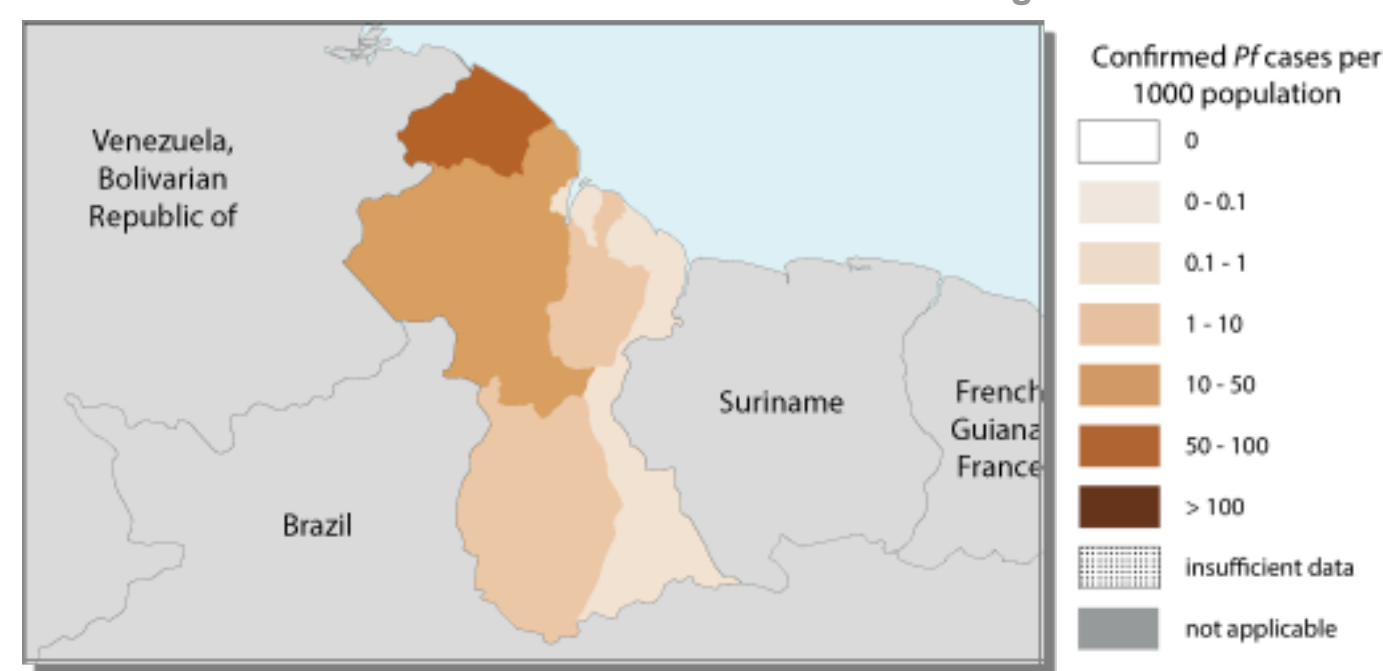 Venezuela,
Bolivarian
Republic of
Brazil
Suriname
French
Guiana
France
Confirmed Pf cases per
1000 population
0
0 - 0.1
0.1 - 1
1 - 10
10 - 50
50 - 100
> 100
insufficient data
not applicable